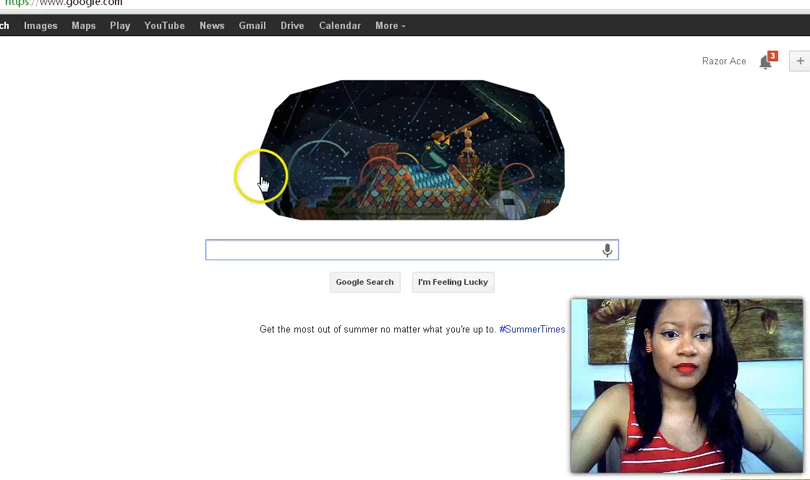 https://www.google.com
ch Images Maps Play YouTube News Gmail Drive Calendar More
Razor Ace 3 +
Google Search I'm Feeling Lucky
Get the most out of summer no matter what you're up to. #SummerTimes